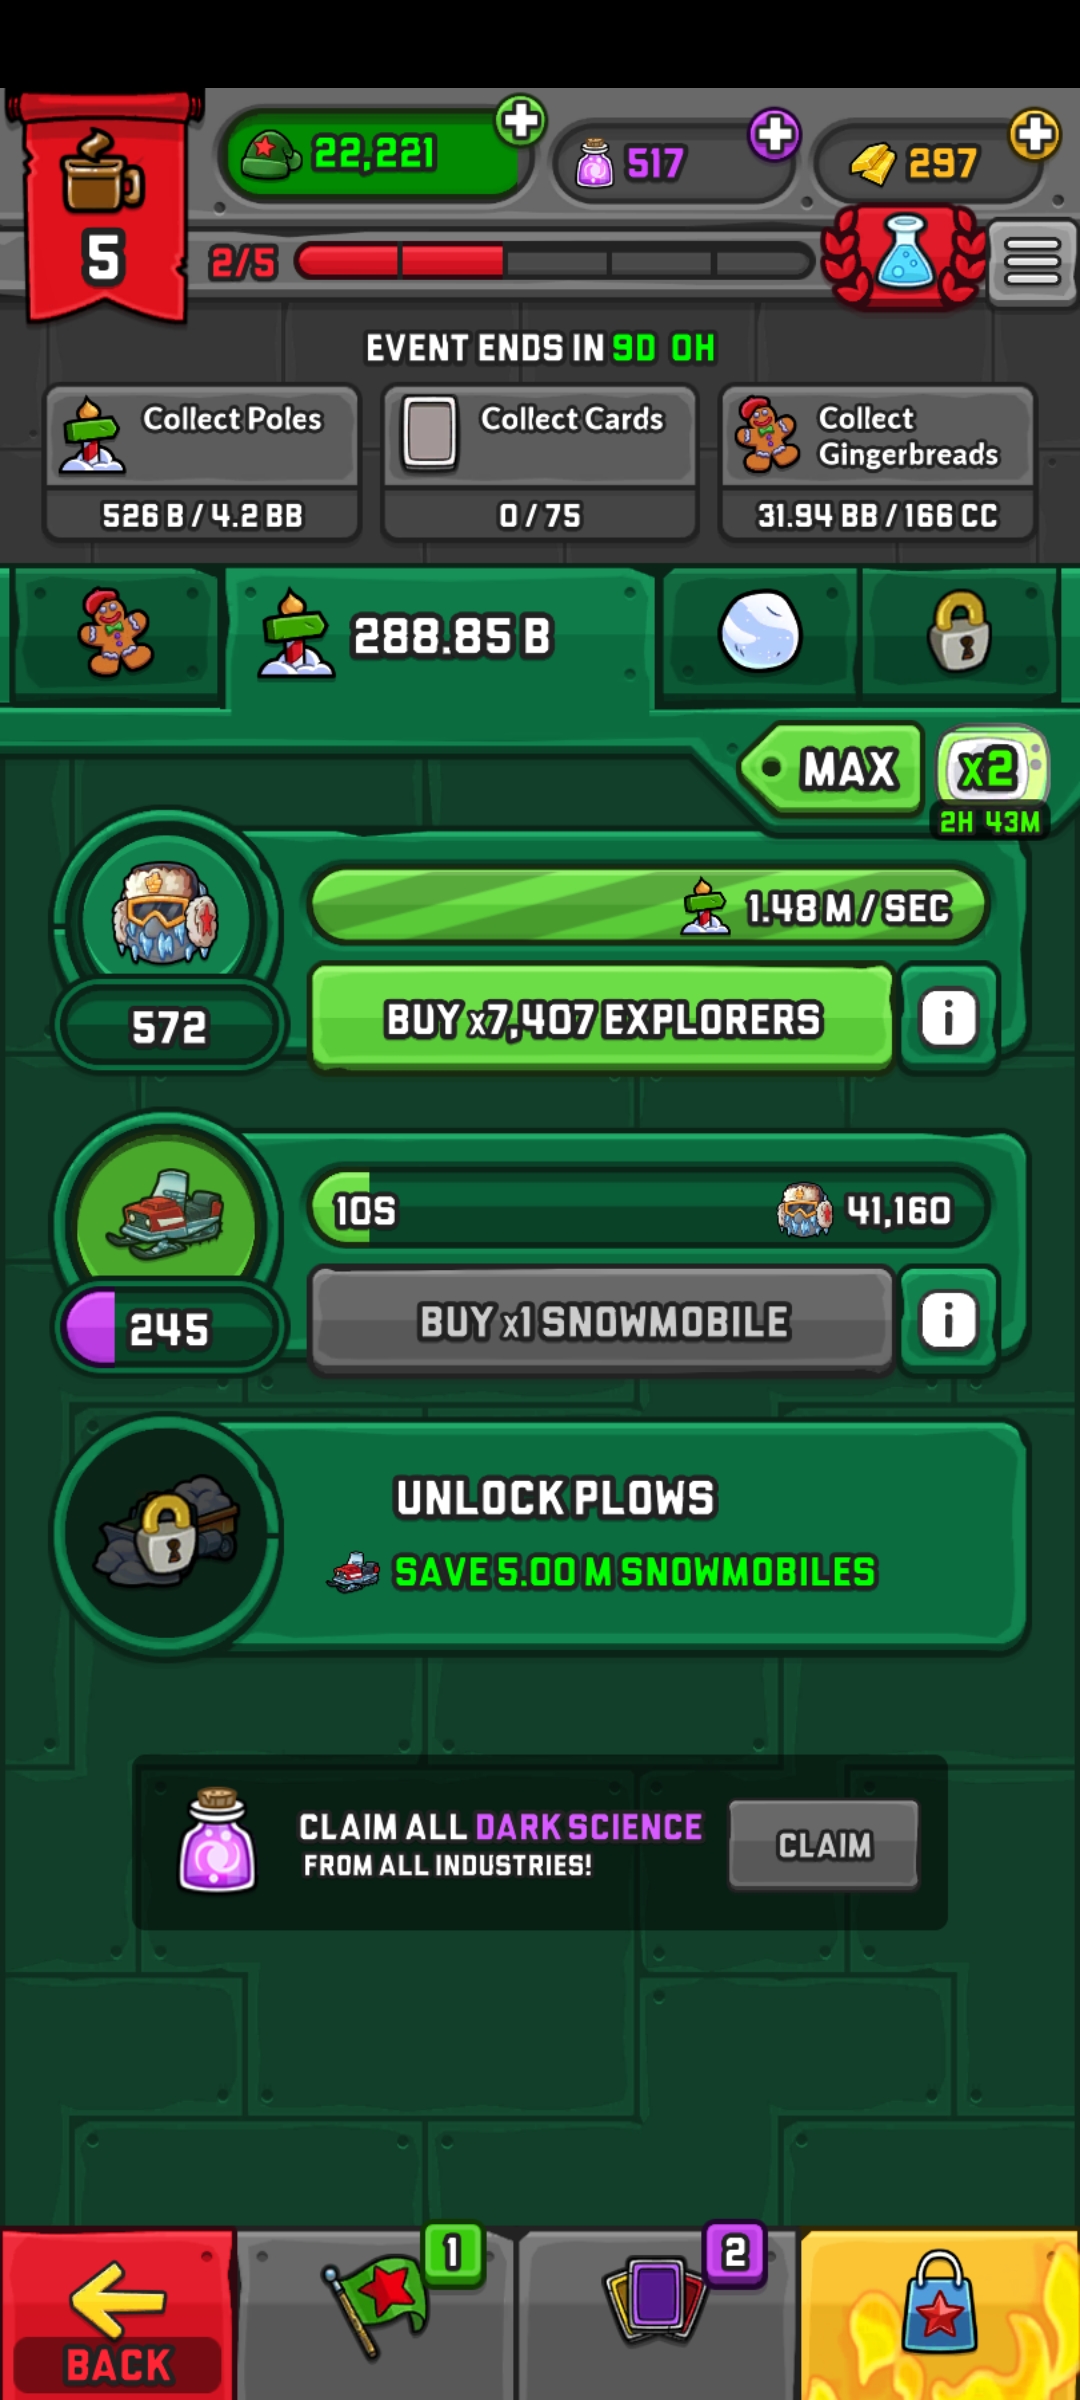 22,221
517
297
5
2/5
EVENT ENDS IN 9D 0H
Collect Poles
526 B / 4.2 BB
Collect Cards
0 / 75
Collect
Gingerbreads
31.94 BB / 166 CC
288.85 B
MAX
x2
2H 43M
1.48 M / SEC
572
BUY x7,407 EXPLORERS
i
10S
41,160
245
BUY x1 SNOWMOBILE
i
UNLOCK PLOWS
SAVE 5.00 M SNOWMOBILES
CLAIM ALL DARK SCIENCE
FROM ALL INDUSTRIES!
CLAIM
1
2
BACK